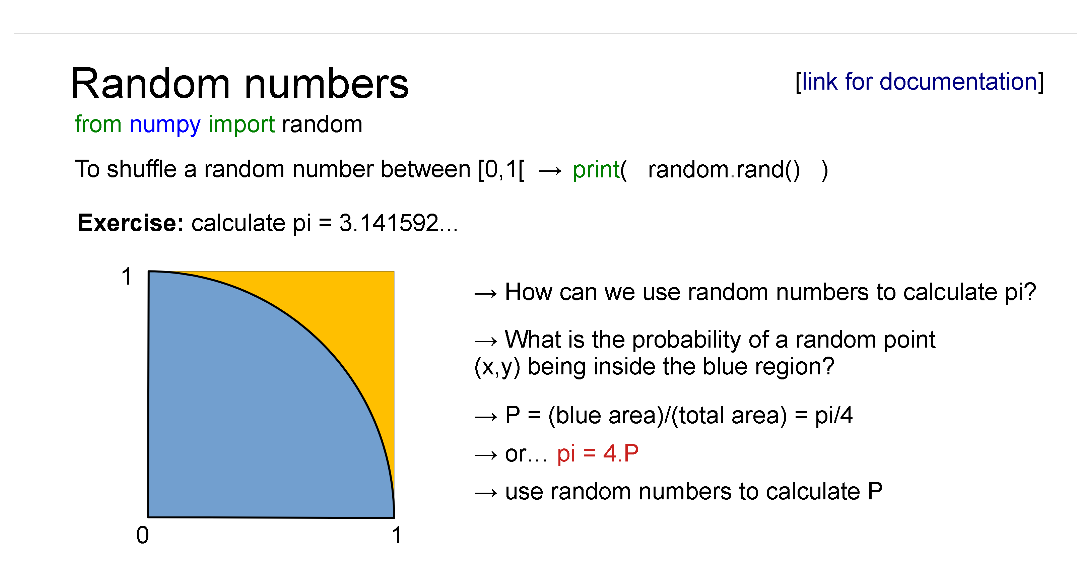 Random numbers
[link for documentation]
from numpy import random
To shuffle a random number between [0,1[ → print( random.rand() )
Exercise: calculate pi = 3.141592...
1
→ How can we use random numbers to calculate pi?
→ What is the probability of a random point
(x,y) being inside the blue region?
→ P = (blue area)/(total area) = pi/4
→ or... pi = 4.P
→ use random numbers to calculate P
0
1